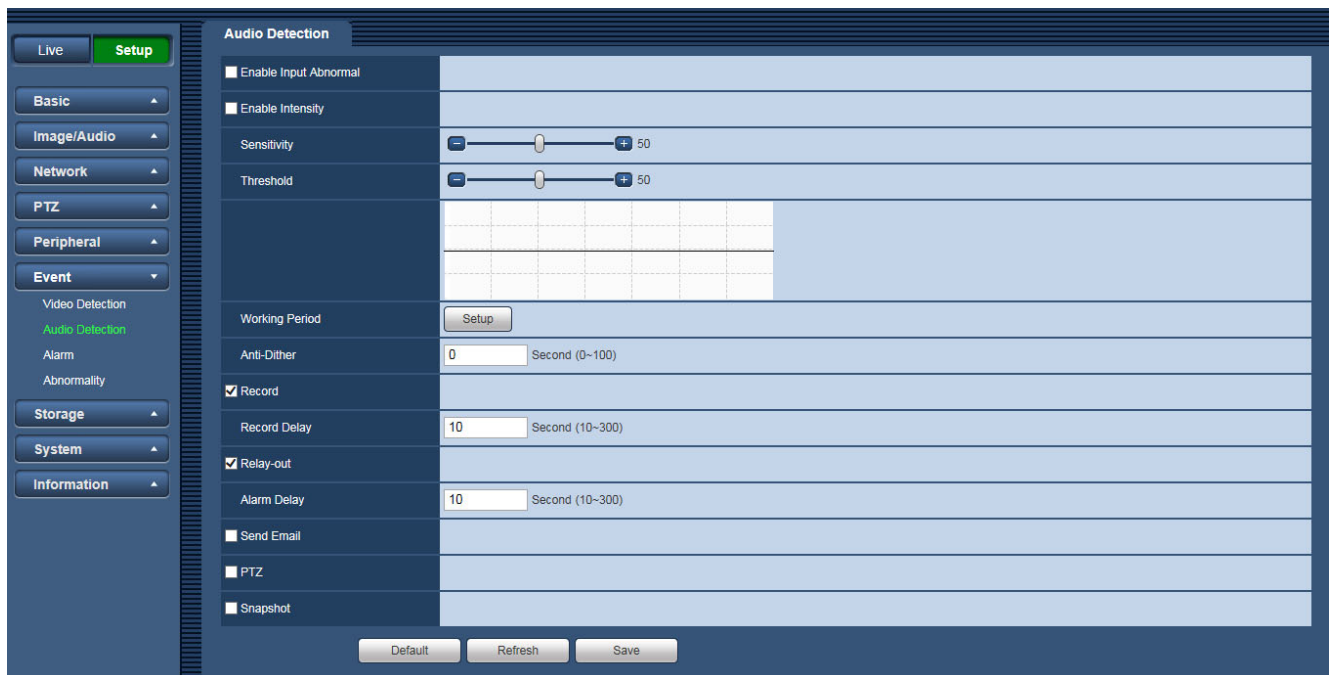 Live Setup
Basic
Image/Audio
Network
PTZ
Peripheral
Event
Video Detection
Audio Detection
Alarm
Abnormality
Storage
System
Information
Audio Detection
Enable Input Abnormal
Enable Intensity
Sensitivity 50
Threshold 50
Working Period Setup
Anti-Dither 0 Second (0~100)
Record
Record Delay 10 Second (10~300)
Relay-out
Alarm Delay 10 Second (10~300)
Send Email
PTZ
Snapshot
Default Refresh Save